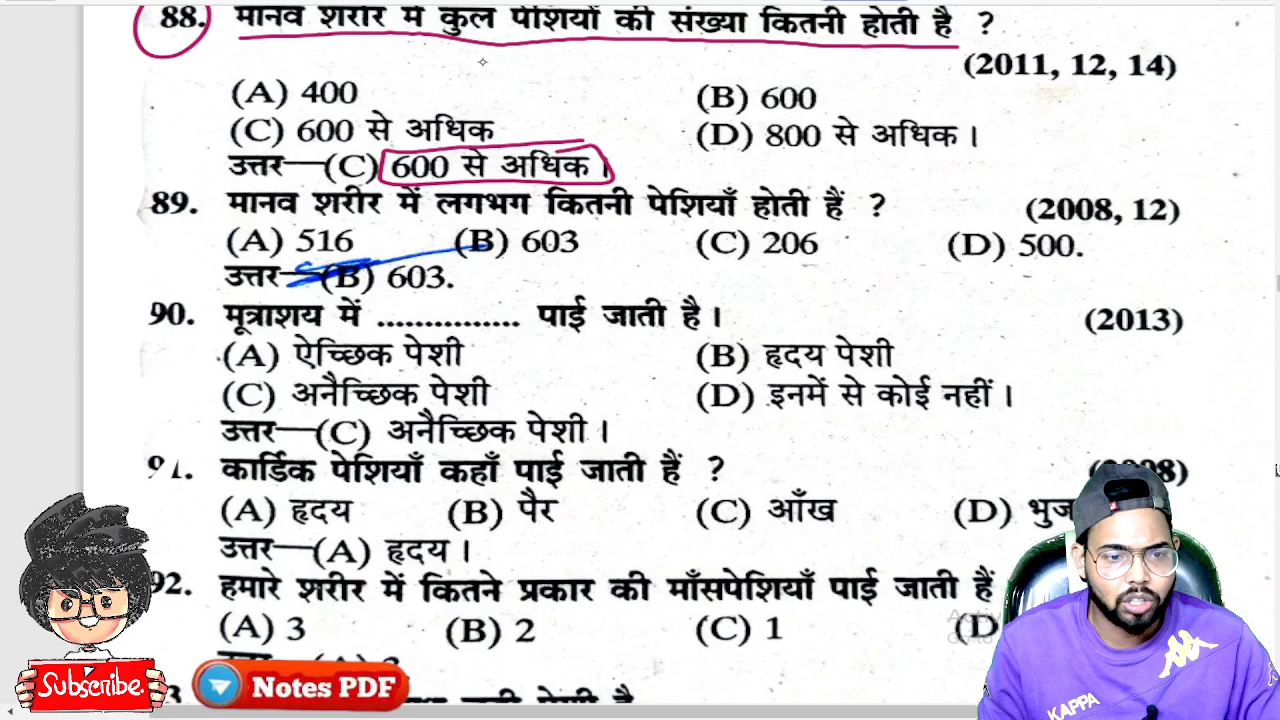 88. मानव शरीर में कुल पेशियों की संख्या कितनी होती है ?
(2011, 12, 14)
(A) 400 (B) 600
(C) 600 से अधिक (D) 800 से अधिक।
उत्तर—(C) 600 से अधिक।
89. मानव शरीर में लगभग कितनी पेशियाँ होती हैं ? (2008, 12)
(A) 516 (B) 603 (C) 206 (D) 500.
उत्तर—(B) 603.
90. मूत्राशय में ............... पाई जाती है। (2013)
(A) ऐच्छिक पेशी (B) हृदय पेशी
(C) अनैच्छिक पेशी (D) इनमें से कोई नहीं।
उत्तर—(C) अनैच्छिक पेशी।
91. कार्डिक पेशियाँ कहाँ पाई जाती हैं ?
(A) हृदय (B) पैर (C) आँख (D)
उत्तर—(A) हृदय।
92. हमारे शरीर में कितने प्रकार की माँसपेशियाँ पाई जाती हैं
(A) 3 (B) 2 (C) 1 (D)
Subscribe.
Notes PDF
KAPPA